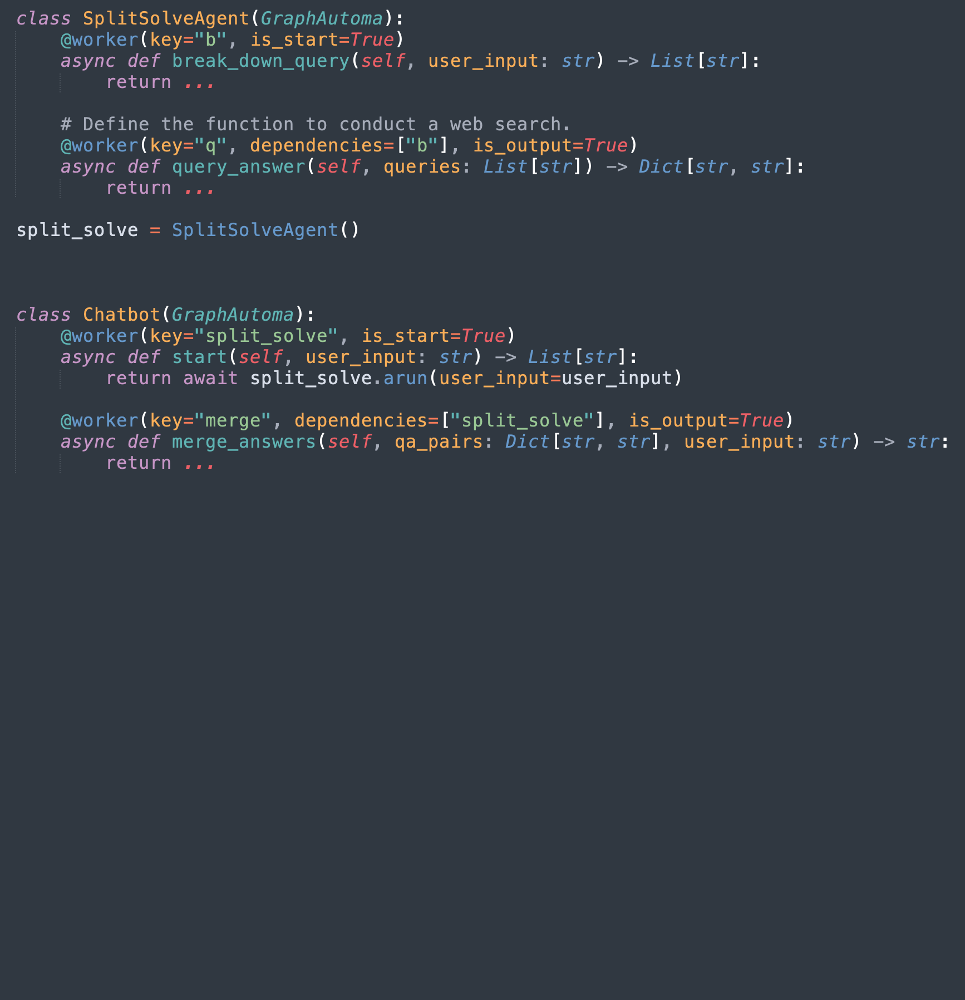 class SplitSolveAgent(GraphAutoma):
    @worker(key="b", is_start=True)
    async def break_down_query(self, user_input: str) -> List[str]:
        return ...

    # Define the function to conduct a web search.
    @worker(key="q", dependencies=["b"], is_output=True)
    async def query_answer(self, queries: List[str]) -> Dict[str, str]:
        return ...

split_solve = SplitSolveAgent()

class Chatbot(GraphAutoma):
    @worker(key="split_solve", is_start=True)
    async def start(self, user_input: str) -> List[str]:
        return await split_solve.arun(user_input=user_input)

    @worker(key="merge", dependencies=["split_solve"], is_output=True)
    async def merge_answers(self, qa_pairs: Dict[str, str], user_input: str) -> str:
        return ...